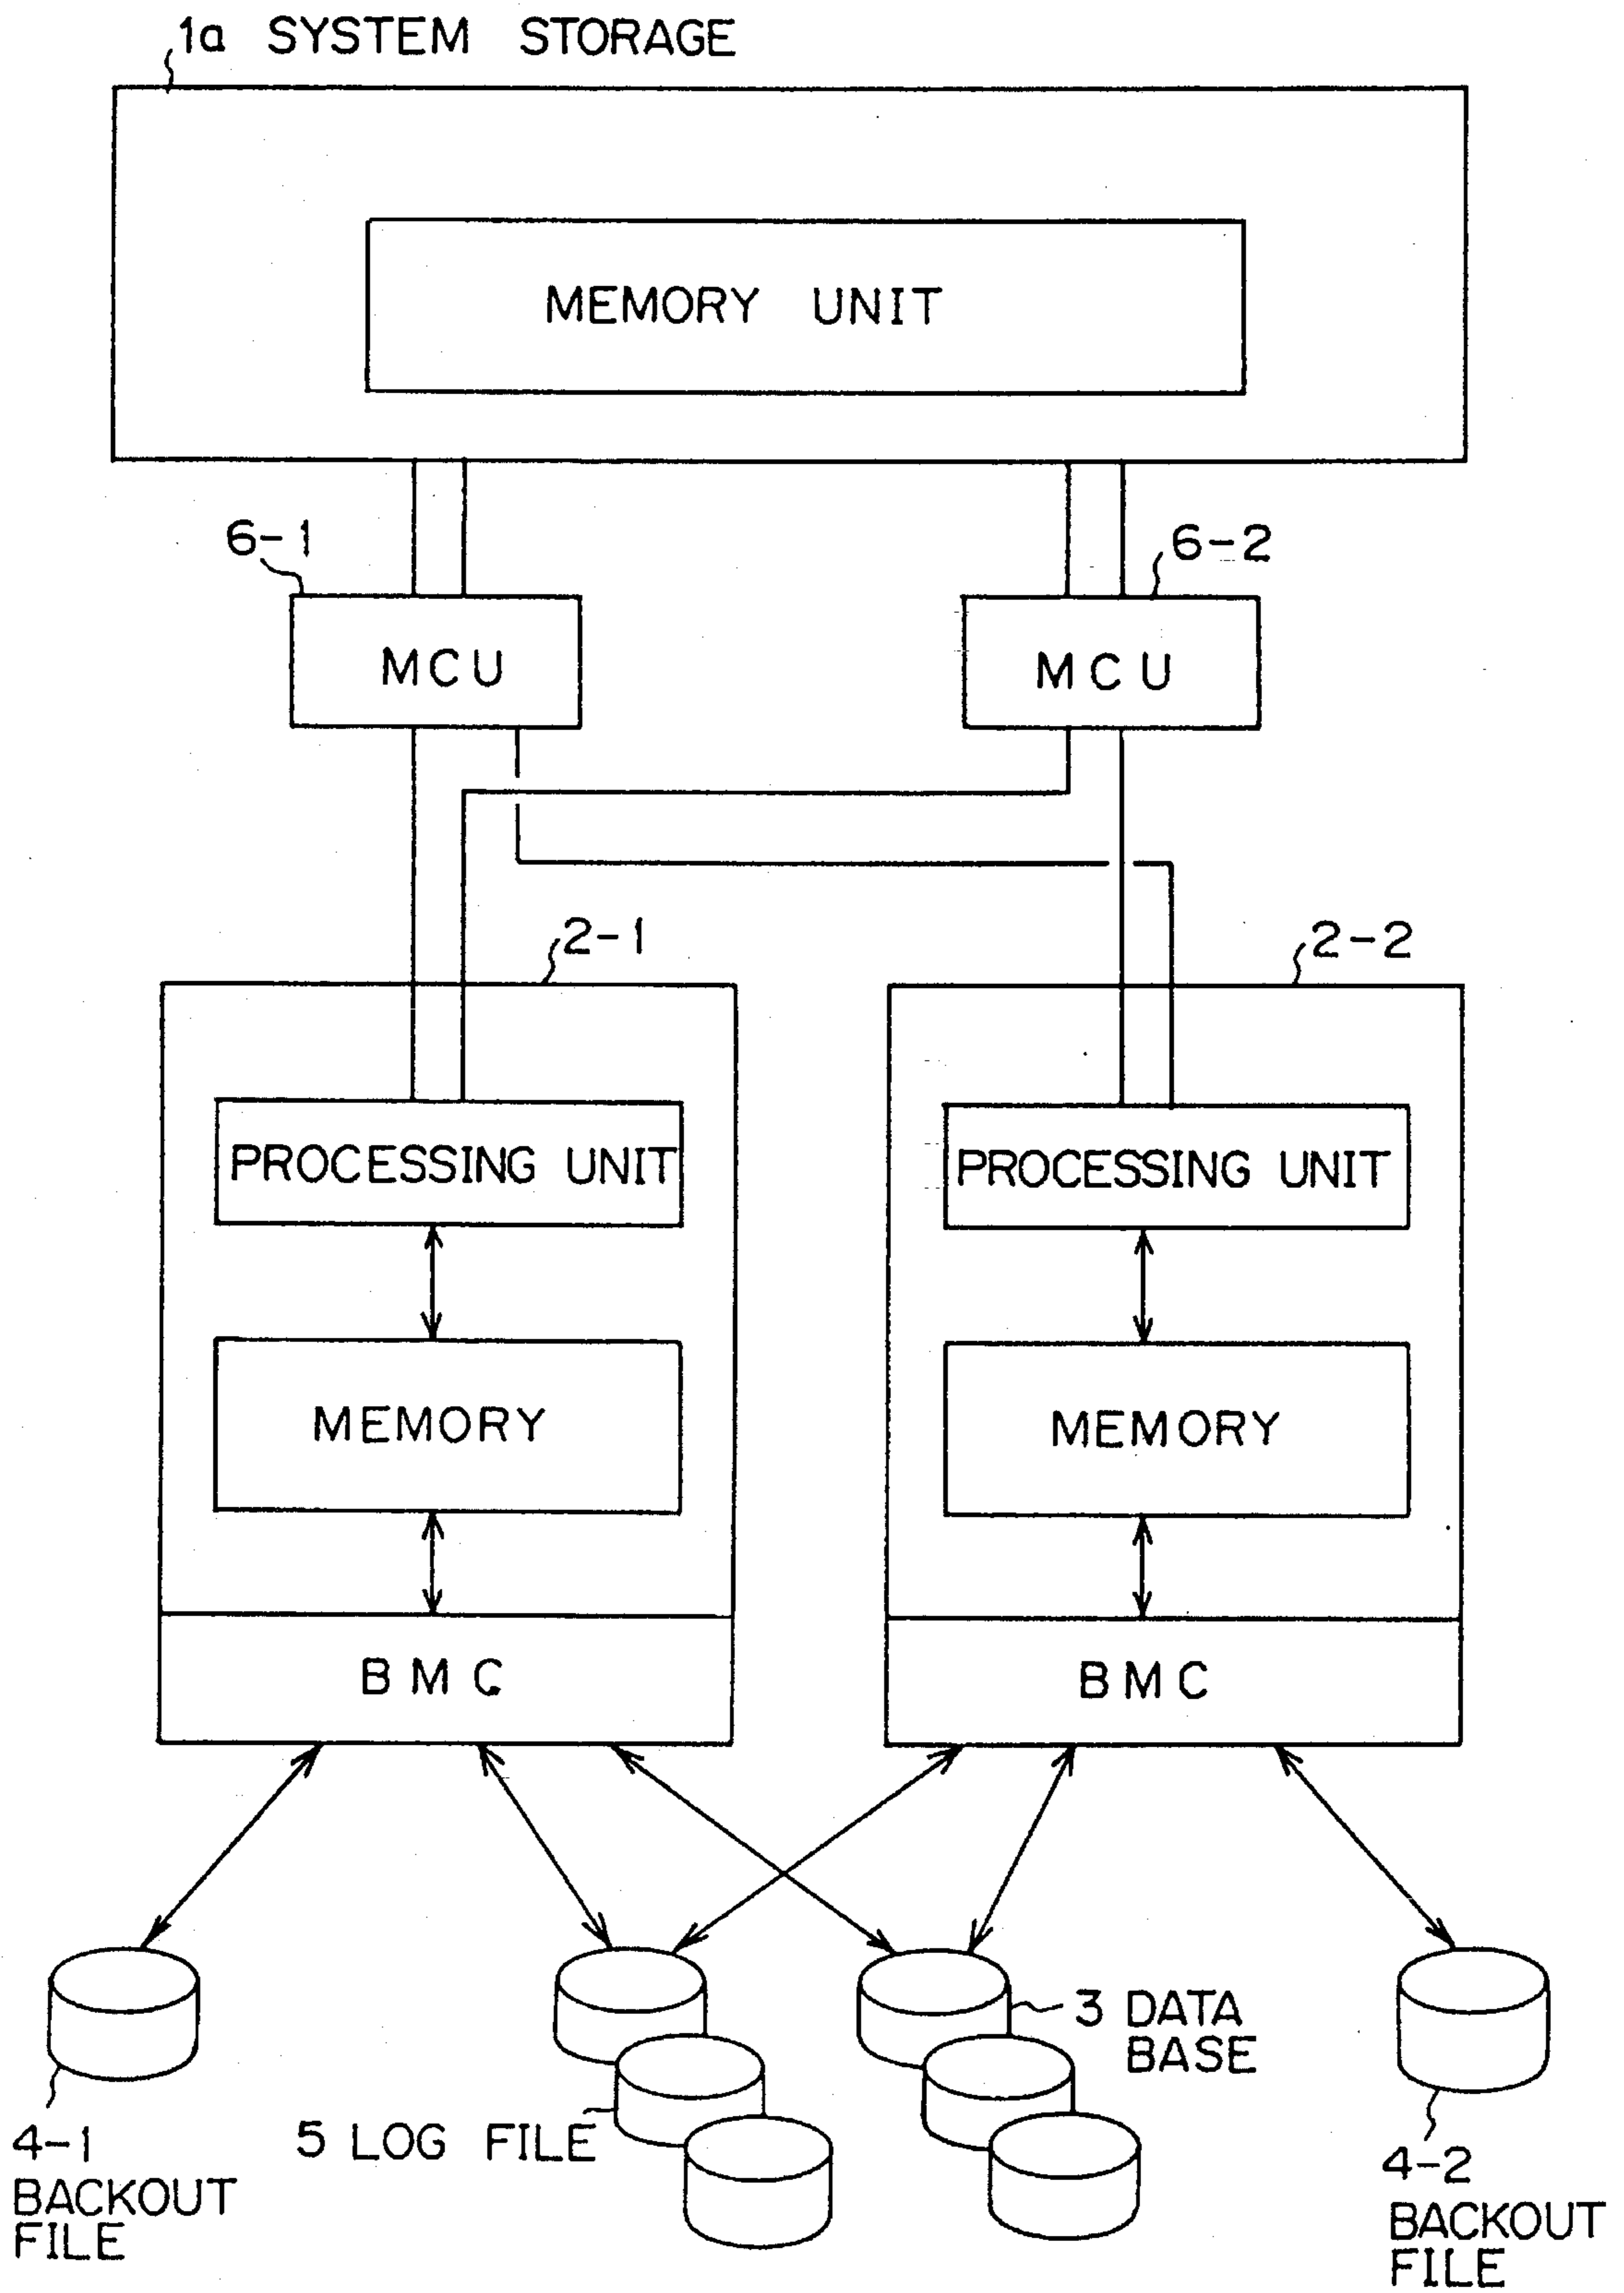 1a SYSTEM STORAGE
MEMORY UNIT
6-1
6-2
MCU
MCU
2-1
2-2
PROCESSING UNIT
PROCESSING UNIT
MEMORY
MEMORY
BMC
BMC
3 DATA
BASE
5 LOG FILE
4-1
BACKOUT
FILE
4-2
BACKOUT
FILE